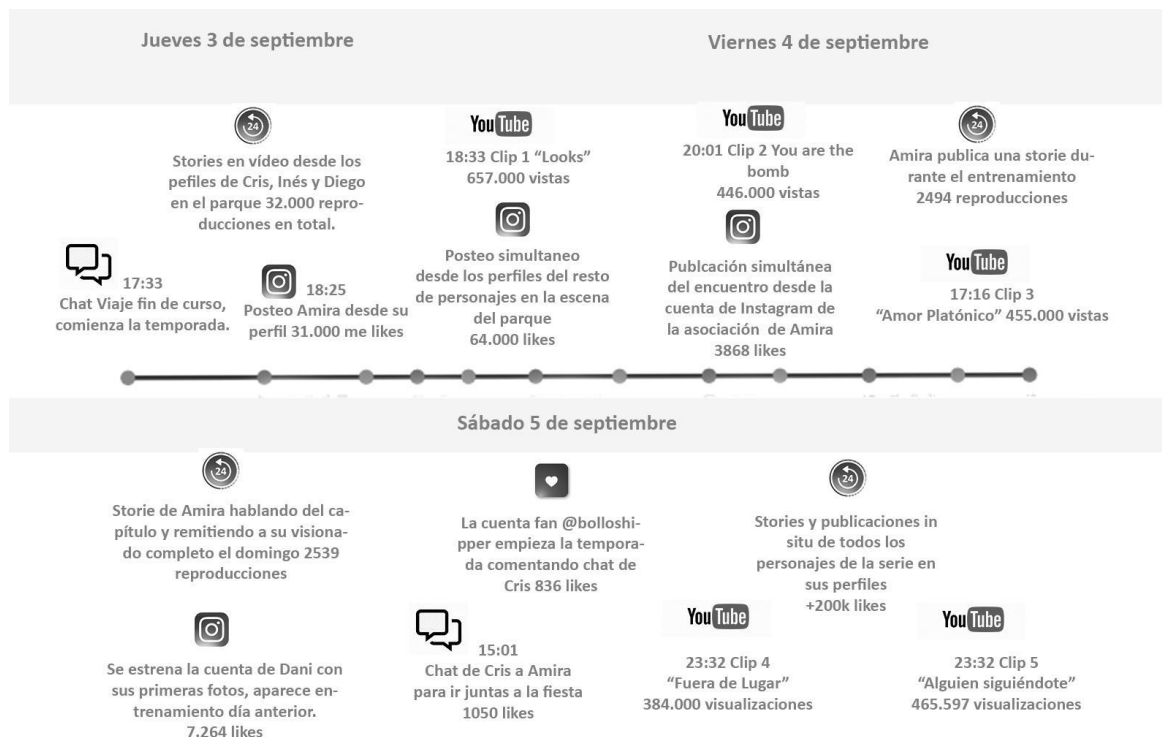 Jueves 3 de septiembre
Viernes 4 de septiembre
24
Stories en vídeo desde los
pefiles de Cris, Inés y Diego
en el parque 32.000 repro-
ducciones en total.
17:33
Chat Viaje fin de curso,
comienza la temporada.
18:25
Posteo Amira desde su
perfil 31.000 me likes
YouTube
18:33 Clip 1 “Looks”
657.000 vistas
Posteo simultaneo
desde los perfiles del resto
de personajes en la escena
del parque
64.000 likes
YouTube
20:01 Clip 2 You are the
bomb
446.000 vistas
Publcación simultánea
del encuentro desde la
cuenta de Instagram de
la asociación de Amira
3868 likes
24
Amira publica una storie du-
rante el entrenamiento
2494 reproducciones
YouTube
17:16 Clip 3
“Amor Platónico” 455.000 vistas
Sábado 5 de septiembre
24
Storie de Amira hablando del ca-
pítulo y remitiendo a su visiona-
do completo el domingo 2539
reproducciones
Se estrena la cuenta de Dani con
sus primeras fotos, aparece en-
trenamiento día anterior.
7.264 likes
La cuenta fan @bolloshi-
pper empieza la tempora-
da comentando chat de
Cris 836 likes
15:01
Chat de Cris a Amira
para ir juntas a la fiesta
1050 likes
24
Stories y publicaciones in
situ de todos los
personajes de la serie en
sus perfiles
+200k likes
YouTube
23:32 Clip 4
“Fuera de Lugar”
384.000 visualizaciones
YouTube
23:32 Clip 5
“Alguien siguiéndote”
465.597 visualizaciones